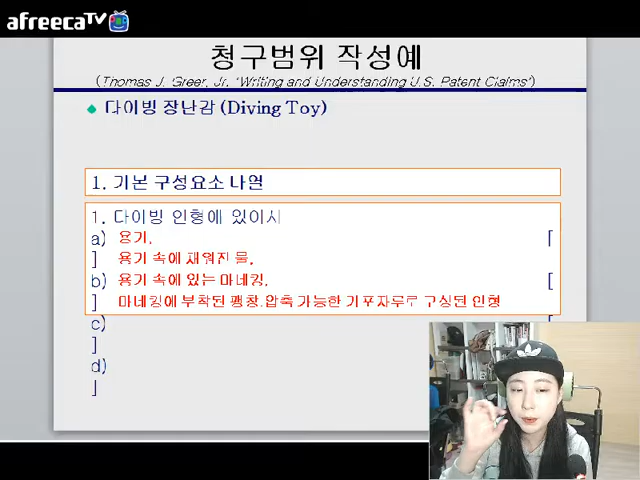 afreecaTV
청구범위 작성예
(Thomas J. Greer, Jr. 'Writing and Understanding U.S. Patent Claims')
다이빙 장난감 (Diving Toy)
1. 기본 구성요소 나열
1. 다이빙 인형에 있어서
a) 용기, [
] 용기 속에 채워진 물,
b) 용기 속에 있는 마네킹, [
] 마네킹에 부착된 팽창.압축 가능한 기포자루로 구성된 인형
c) [
]
d)
]